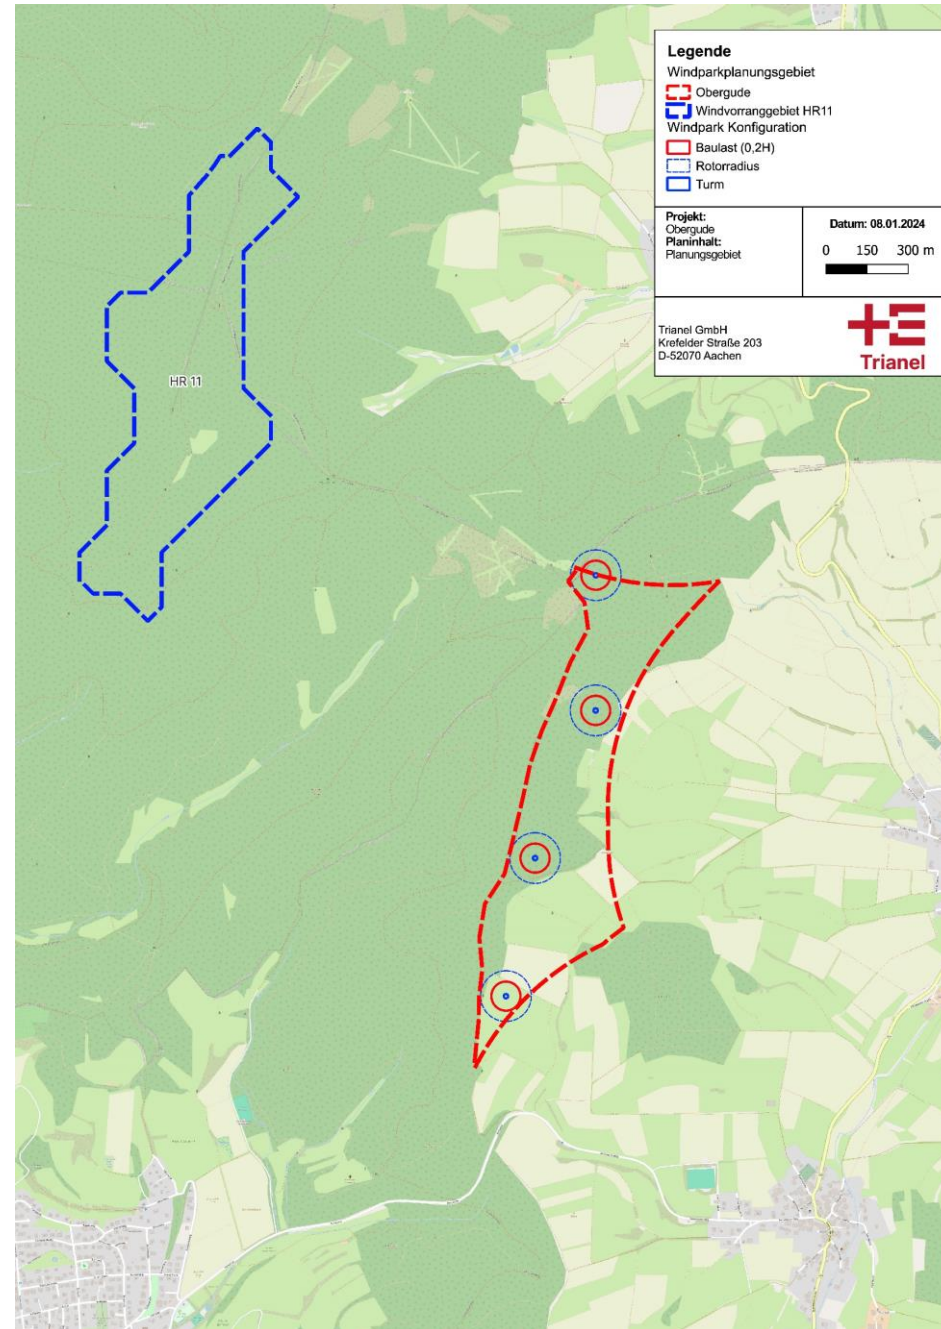 Legende
Windparkplanungsgebiet
Obergude
Windvorranggebiet HR11
Windpark Konfiguration
Baulast (0,2H)
Rotorradius
Turm
Projekt:
Obergude
Planinhalt:
Planungsgebiet
Datum: 08.01.2024
0 150 300 m
Trianel GmbH
Krefelder Straße 203
D-52070 Aachen
Trianel
HR 11